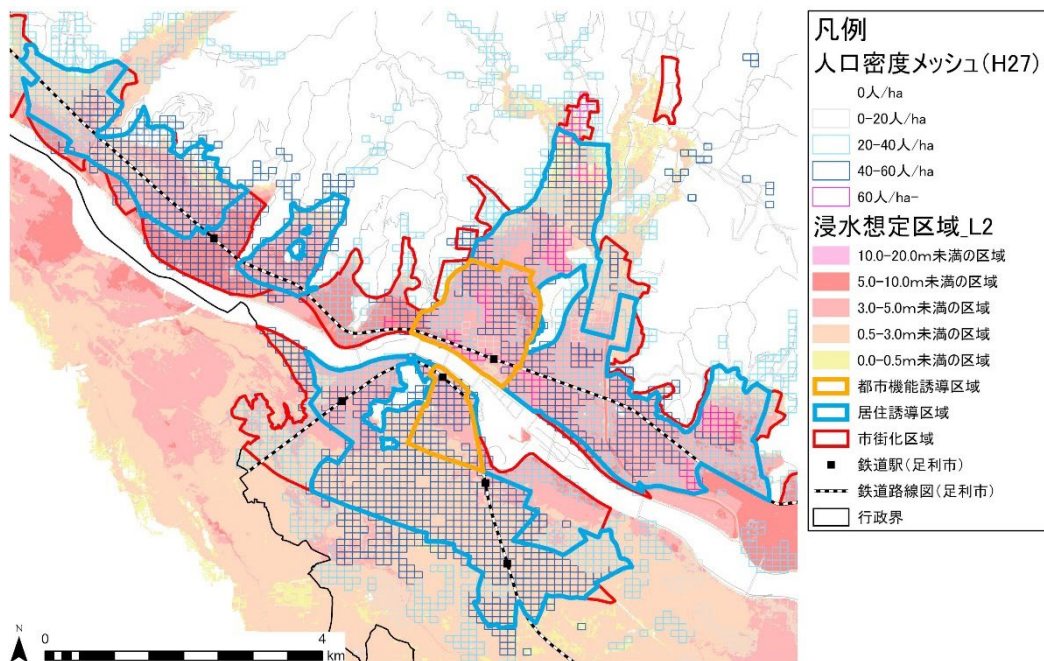 凡例
人口密度メッシュ(H27)
0人/ha
0-20人/ha
20-40人/ha
40-60人/ha
60人/ha-
浸水想定区域_L2
10.0-20.0m未満の区域
5.0-10.0m未満の区域
3.0-5.0m未満の区域
0.5-3.0m未満の区域
0.0-0.5m未満の区域
都市機能誘導区域
居住誘導区域
市街化区域
鉄道駅(足利市)
鉄道路線図(足利市)
行政界
N
0 4
km